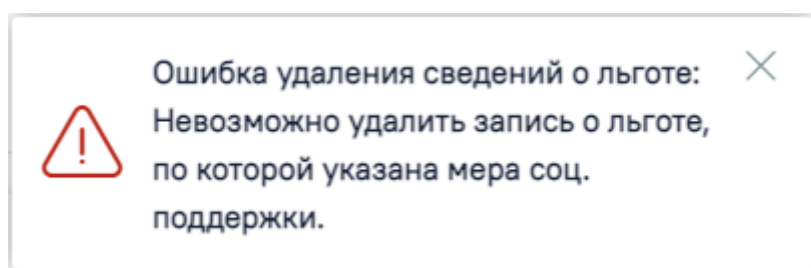 Ошибка удаления сведений о льготе:
Невозможно удалить запись о льготе,
по которой указана мера соц.
поддержки.